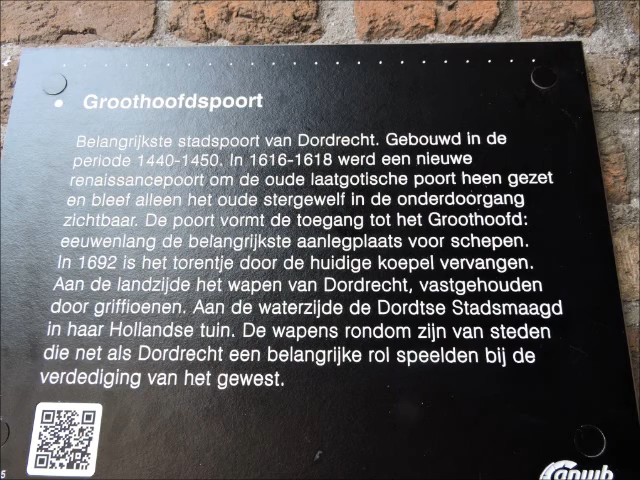 • Groothoofdspoort
Belangrijkste stadspoort van Dordrecht. Gebouwd in de
periode 1440-1450. In 1616-1618 werd een nieuwe
renaissancepoort om de oude laatgotische poort heen gezet
en bleef alleen het oude stergewelf in de onderdoorgang
zichtbaar. De poort vormt de toegang tot het Groothoofd:
eeuwenlang de belangrijkste aanlegplaats voor schepen.
In 1692 is het torentje door de huidige koepel vervangen.
Aan de landzijde het wapen van Dordrecht, vastgehouden
door griffioenen. Aan de waterzijde de Dordtse Stadsmaagd
in haar Hollandse tuin. De wapens rondom zijn van steden
die net als Dordrecht een belangrijke rol speelden bij de
verdediging van het gewest.
5
anwb